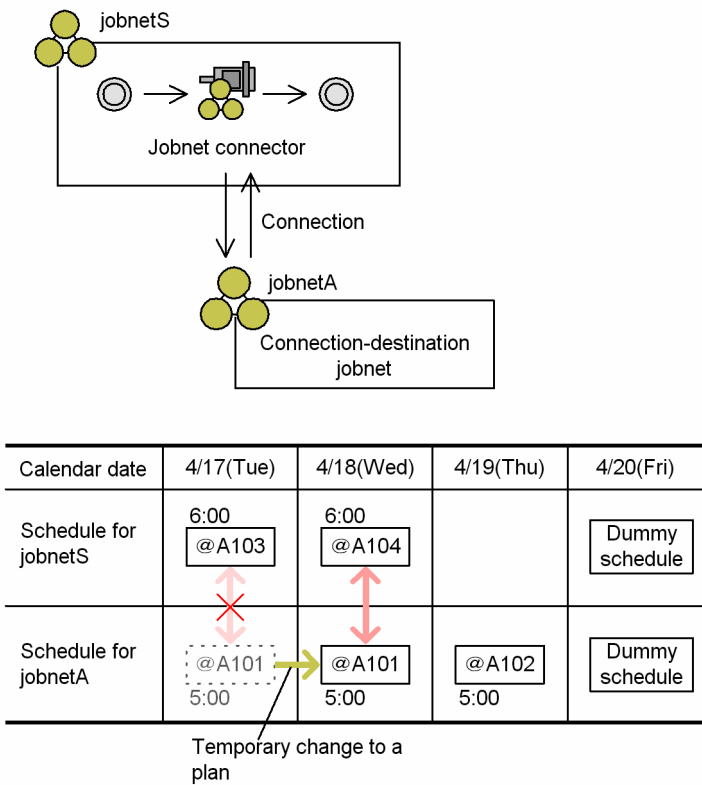 jobnetS
Jobnet connector
Connection
jobnetA
Connection-destination
jobnet
Calendar date 4/17(Tue) 4/18(Wed) 4/19(Thu) 4/20(Fri)
Schedule for
jobnetS
6:00
@A103
6:00
@A104
Dummy
schedule
Schedule for
jobnetA
@A101
5:00
@A101
5:00
@A102
5:00
Dummy
schedule
Temporary change to a
plan